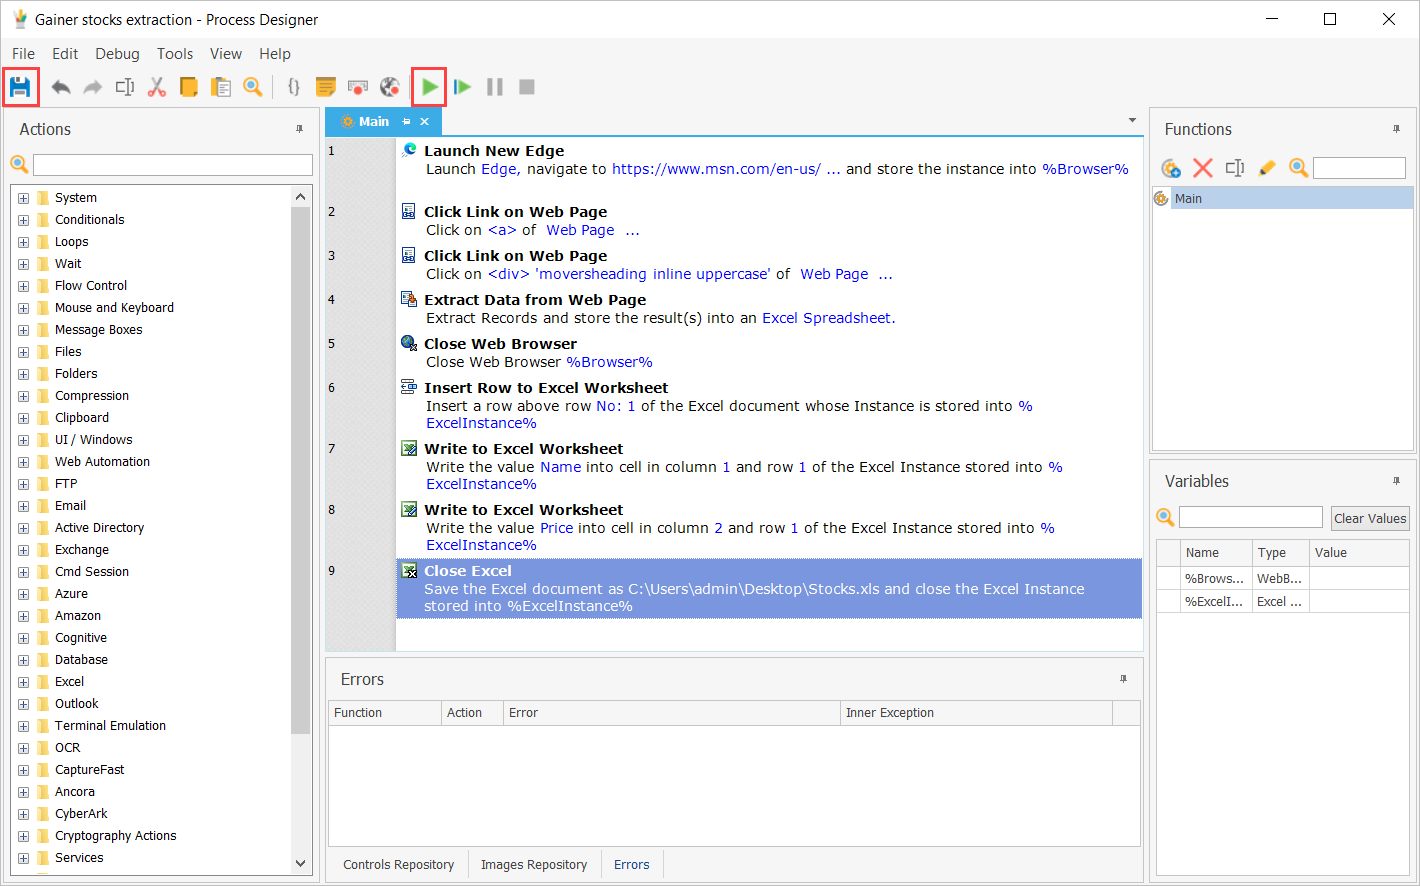 Gainer stocks extraction - Process Designer
File Edit Debug Tools View Help
Actions
System
Conditionals
Loops
Wait
Flow Control
Mouse and Keyboard
Message Boxes
Files
Folders
Compression
Clipboard
UI / Windows
Web Automation
FTP
Email
Active Directory
Exchange
Cmd Session
Azure
Amazon
Cognitive
Database
Excel
Outlook
Terminal Emulation
OCR
CaptureFast
Ancora
CyberArk
Cryptography Actions
Services
Main
1 Launch New Edge
Launch Edge, navigate to https://www.msn.com/en-us/ ... and store the instance into %Browser%
2 Click Link on Web Page
Click on <a> of Web Page ...
3 Click Link on Web Page
Click on <div> 'moversheading inline uppercase' of Web Page ...
4 Extract Data from Web Page
Extract Records and store the result(s) into an Excel Spreadsheet.
5 Close Web Browser
Close Web Browser %Browser%
6 Insert Row to Excel Worksheet
Insert a row above row No: 1 of the Excel document whose Instance is stored into %
ExcelInstance%
7 Write to Excel Worksheet
Write the value Name into cell in column 1 and row 1 of the Excel Instance stored into %
ExcelInstance%
8 Write to Excel Worksheet
Write the value Price into cell in column 2 and row 1 of the Excel Instance stored into %
ExcelInstance%
9 Close Excel
Save the Excel document as C:\Users\admin\Desktop\Stocks.xls and close the Excel Instance
stored into %ExcelInstance%
Errors
Function Action Error Inner Exception
Controls Repository Images Repository Errors
Functions
Main
Variables
Clear Values
Name Type Value
%Brows... WebB...
%ExcelI... Excel ...